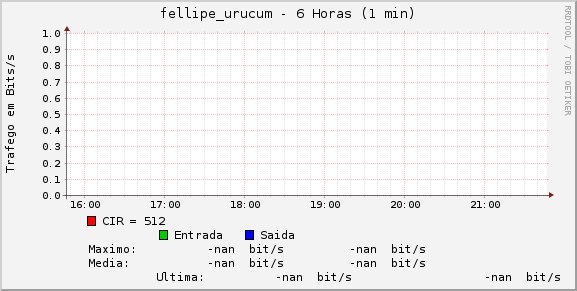 fellipe_urucum - 6 Horas (1 min)
RRDTOOL / TOBI OETIKER
Trafego em Bits/s
1.0
0.9
0.8
0.7
0.6
0.5
0.4
0.3
0.2
0.1
0.0
16:00 17:00 18:00 19:00 20:00 21:00
CIR = 512
Entrada Saida
Maximo: -nan bit/s -nan bit/s
Media: -nan bit/s -nan bit/s
Ultima: -nan bit/s -nan bit/s